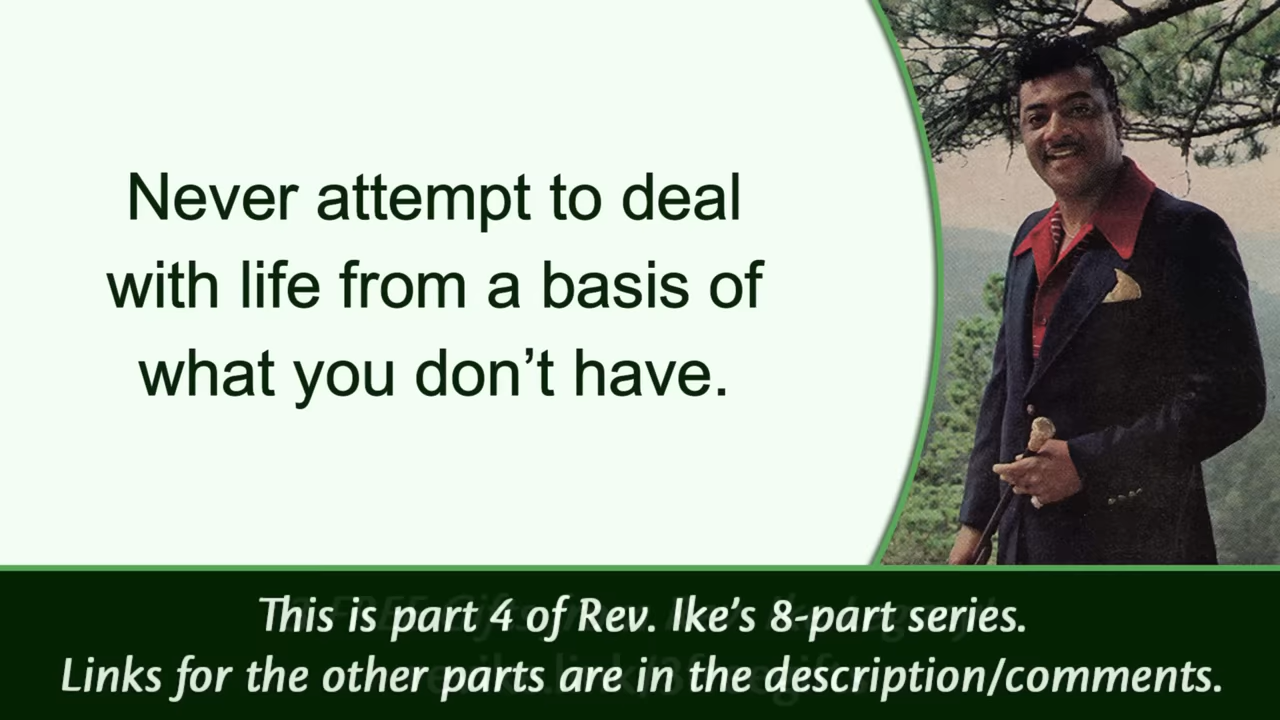 Never attempt to deal
with life from a basis of
what you don’t have.
This is part 4 of Rev. Ike’s 8-part series.
Links for the other parts are in the description/comments.